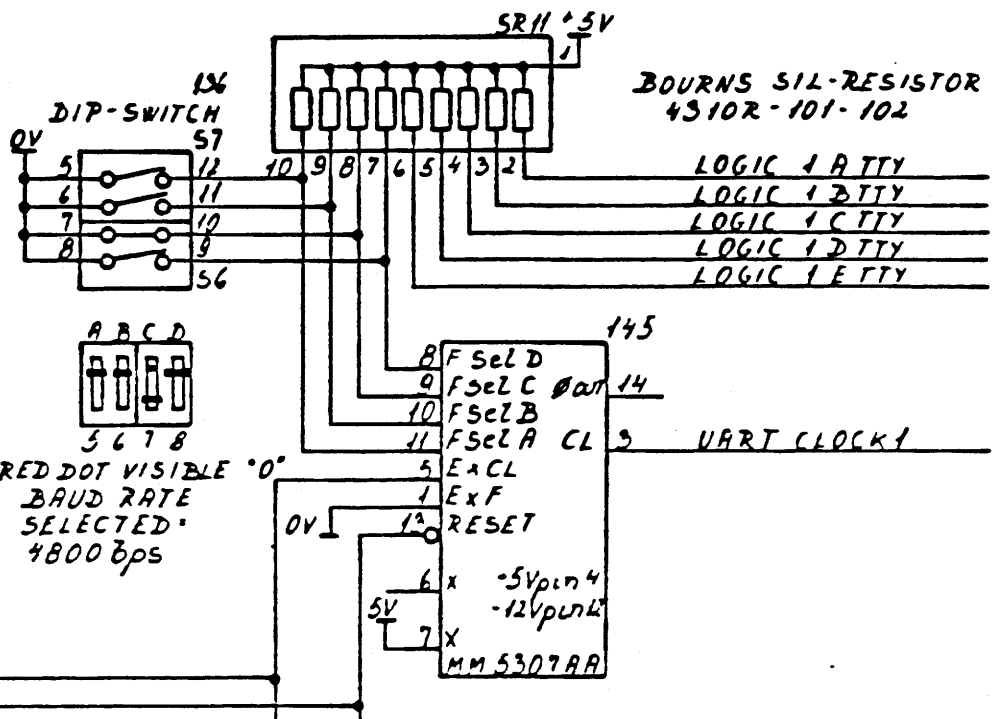 SR11 +5V
1
136
DIP-SWITCH
S7
BOURNS SIL-RESISTOR
4310R-101-102
0V
5 12 10 9 8 7 6 5 4 3 2
6 11
7 10
8 9
S6
LOGIC 1 A TTY
LOGIC 1 B TTY
LOGIC 1 C TTY
LOGIC 1 D TTY
LOGIC 1 E TTY
A B C D
5 6 7 8
RED DOT VISIBLE "0"
BAUD RATE
SELECTED:
4800 bps
145
8 F Sel D
9 F Sel C Øout 14
10 F Sel B
11 F Sel A CL 3 UART CLOCK 1
5 ExCL
1 ExF
0V
RESET
6 X -5V pin 4
-12V pin 12
5V
7 X
MM5307AA